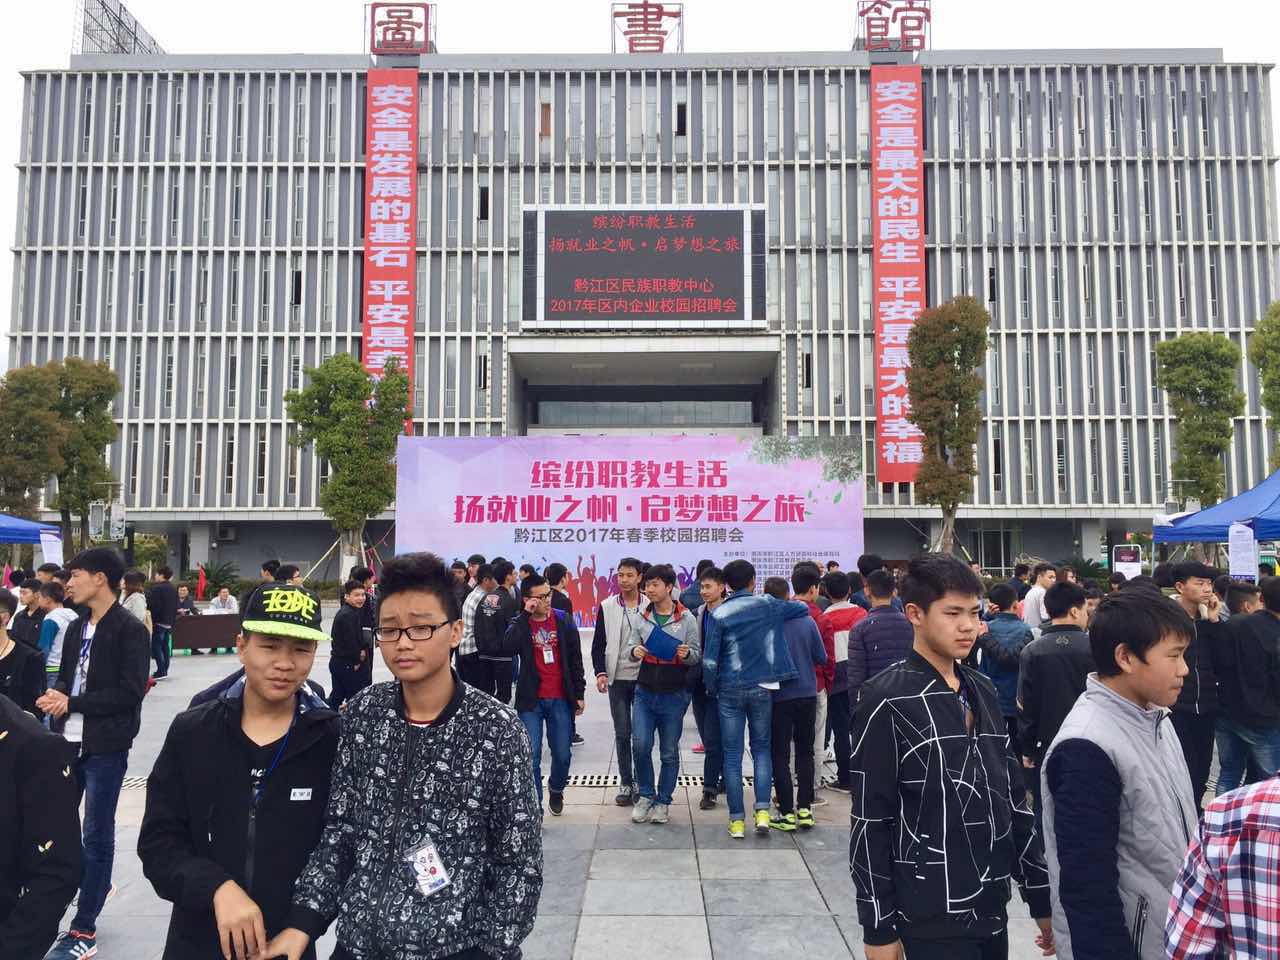 圖書館
安全是发展的基石 平安是幸
安全是最大的民生 平安是最大的幸福
缤纷职教生活
扬就业之帆·启梦想之旅
黔江区民族职教中心
2017年区内企业校园招聘会
缤纷职教生活
扬就业之帆·启梦想之旅
黔江区2017年春季校园招聘会